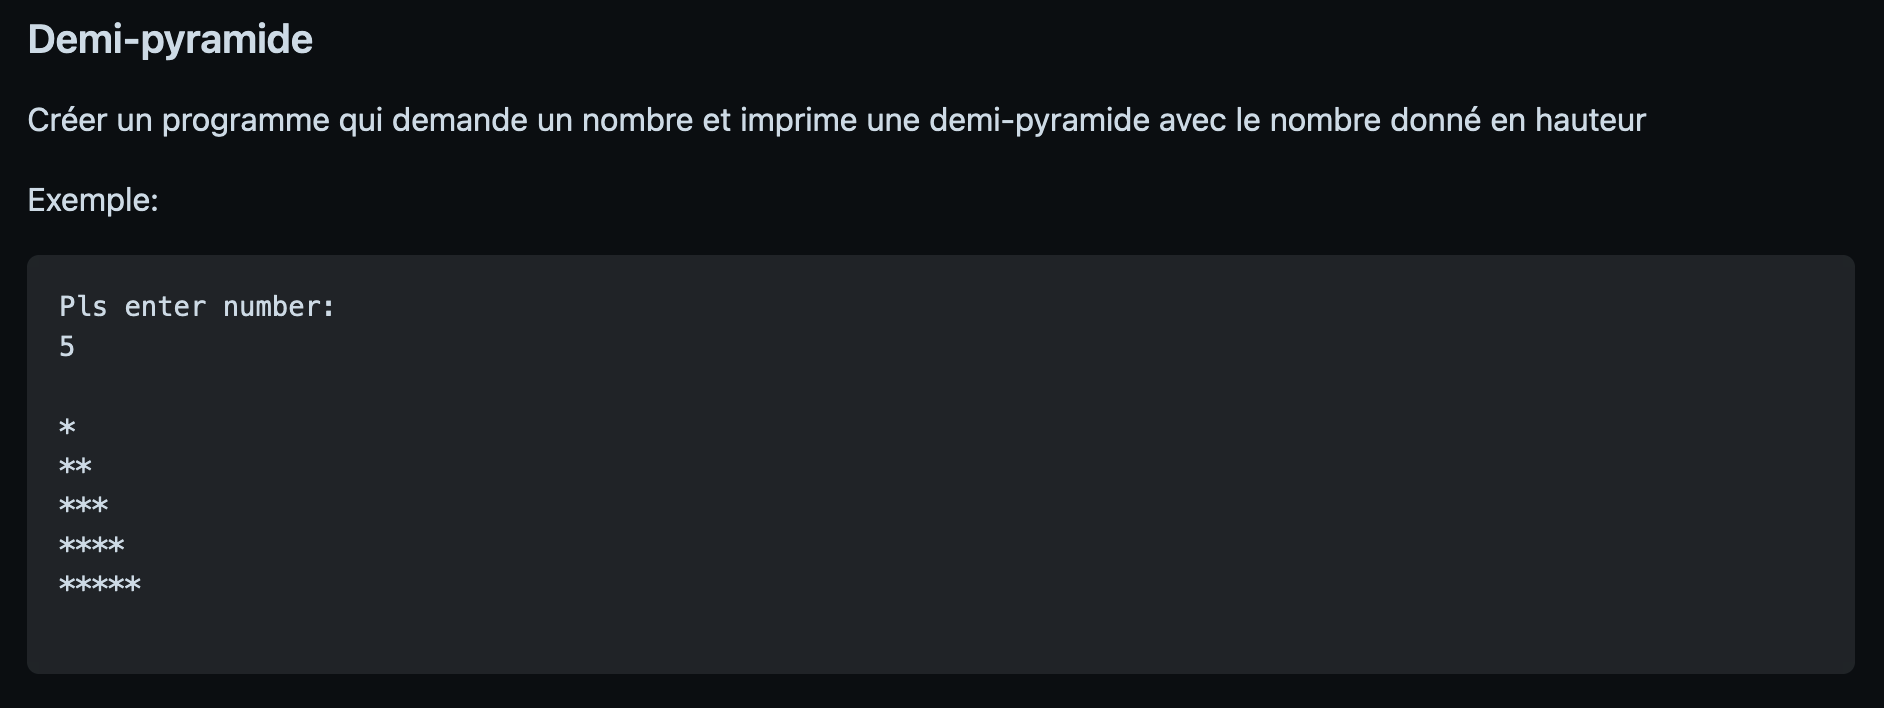 Demi-pyramide
Créer un programme qui demande un nombre et imprime une demi-pyramide avec le nombre donné en hauteur
Exemple:
Pls enter number:
5
*
**
***
****
*****